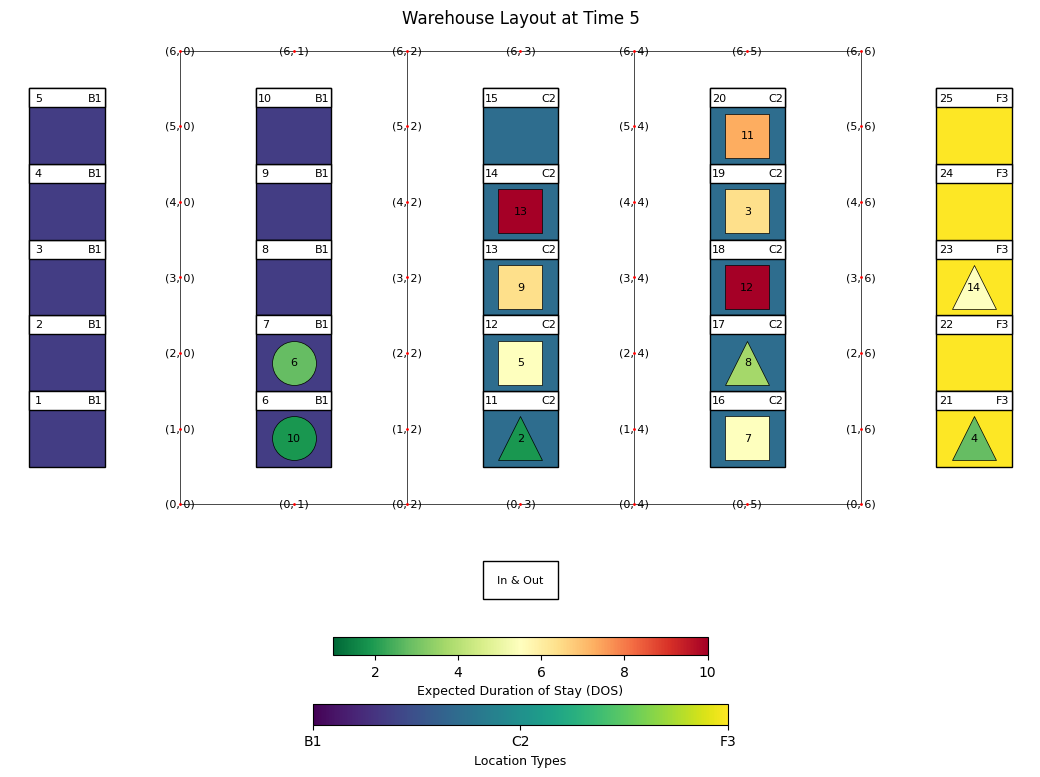 Warehouse Layout at Time 5
(6, 0) (6, 1) (6, 2) (6, 3) (6, 4) (6, 5) (6, 6)
5 B1 10 B1 15 C2 20 C2 25 F3
(5, 0) (5, 2) (5, 4) 11 (5, 6)
4 B1 9 B1 14 C2 19 C2 24 F3
(4, 0) (4, 2) 13 (4, 4) 3 (4, 6)
3 B1 8 B1 13 C2 18 C2 23 F3
(3, 0) (3, 2) 9 (3, 4) 12 (3, 6) 14
2 B1 7 B1 12 C2 17 C2 22 F3
(2, 0) 6 (2, 2) 5 (2, 4) 8 (2, 6)
1 B1 6 B1 11 C2 16 C2 21 F3
(1, 0) 10 (1, 2) 2 (1, 4) 7 (1, 6) 4
(0, 0) (0, 1) (0, 2) (0, 3) (0, 4) (0, 5) (0, 6)
In & Out
2 4 6 8 10
Expected Duration of Stay (DOS)
B1 C2 F3
Location Types